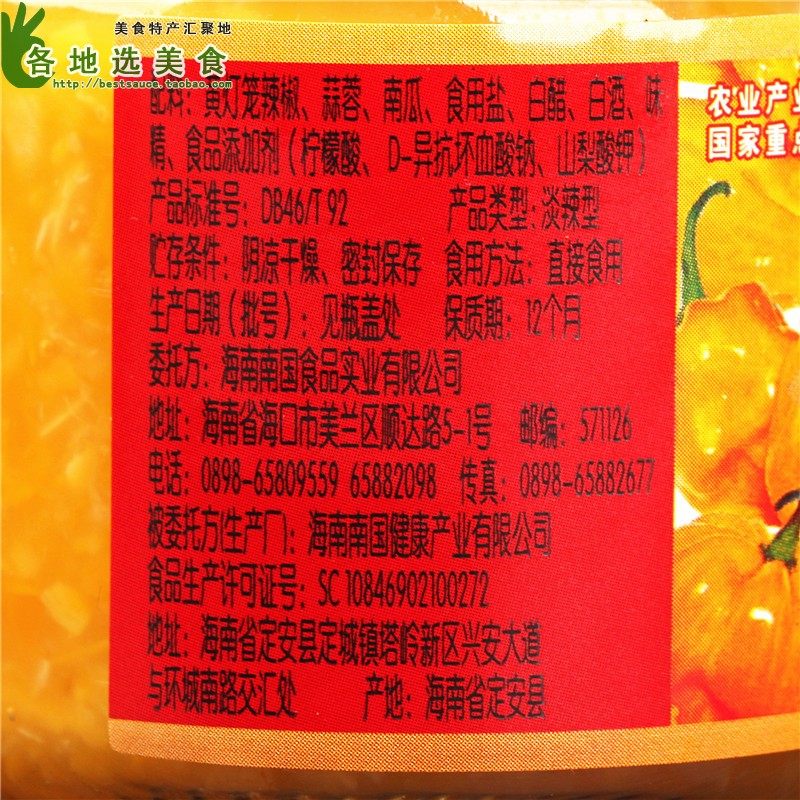 美食特产汇聚地
各地选美食
http://bestsauce.taobao.com
配料：黄灯笼辣椒、蒜蓉、南瓜、食用盐、白醋、白酒、味
精、食品添加剂（柠檬酸、D-异抗坏血酸钠、山梨酸钾）
产品标准号：DB46/T 92 产品类型：淡辣型
贮存条件：阴凉干燥、密封保存 食用方法：直接食用
生产日期（批号）：见瓶盖处 保质期：12个月
委托方：海南南国食品实业有限公司
地址：海南省海口市美兰区顺达路5-1号 邮编：571126
电话：0898-65809559 65882098 传真：0898-65882677
被委托方(生产厂)：海南南国健康产业有限公司
食品生产许可证号：SC 10846902100272
地址：海南省定安县定城镇塔岭新区兴安大道
与环城南路交汇处 产地：海南省定安县
农业产业
国家重点